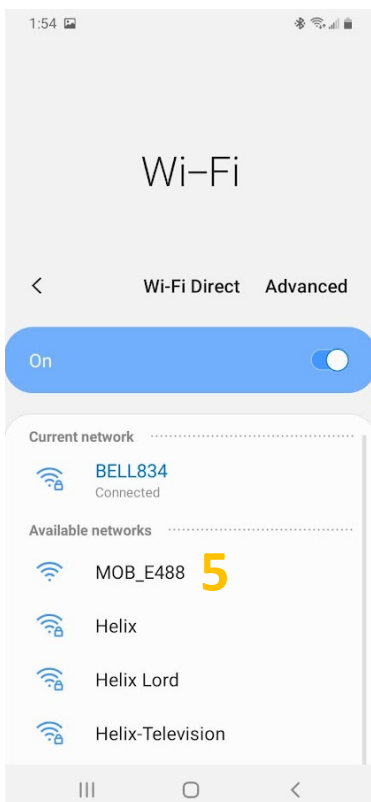 1:54
Wi-Fi
Wi-Fi Direct Advanced
On
Current network
BELL834
Connected
Available networks
MOB_E488 5
Helix
Helix Lord
Helix-Television